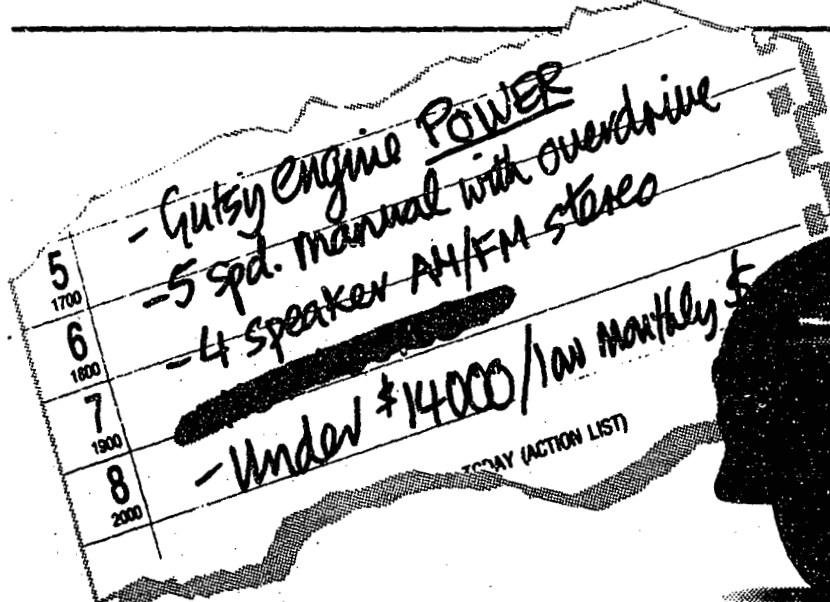 - Gutsy engine POWER
- 5 spd. manual with overdrive
- 4 speaker AM/FM stereo
- Under $14000/low monthly $
5
1700
6
1800
7
1900
8
2000
TODAY (ACTION LIST)